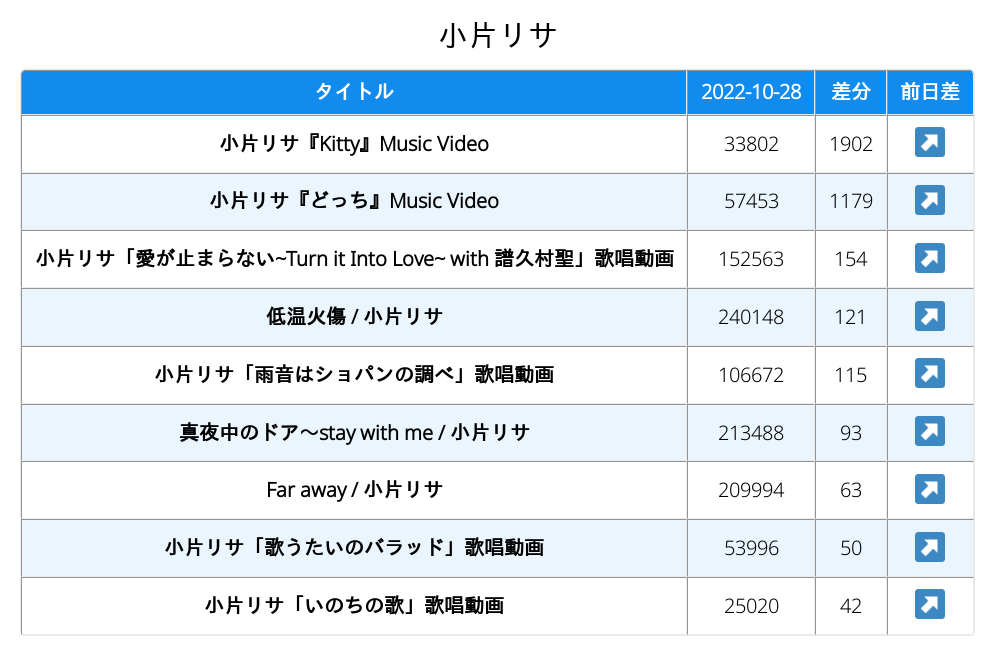 小片リサ
タイトル 2022-10-28 差分 前日差
小片リサ『Kitty』Music Video 33802 1902
小片リサ『どっち』Music Video 57453 1179
小片リサ「愛が止まらない~Turn it Into Love~ with 譜久村聖」歌唱動画 152563 154
低温火傷 / 小片リサ 240148 121
小片リサ「雨音はショパンの調べ」歌唱動画 106672 115
真夜中のドア〜stay with me / 小片リサ 213488 93
Far away / 小片リサ 209994 63
小片リサ「歌うたいのバラッド」歌唱動画 53996 50
小片リサ「いのちの歌」歌唱動画 25020 42